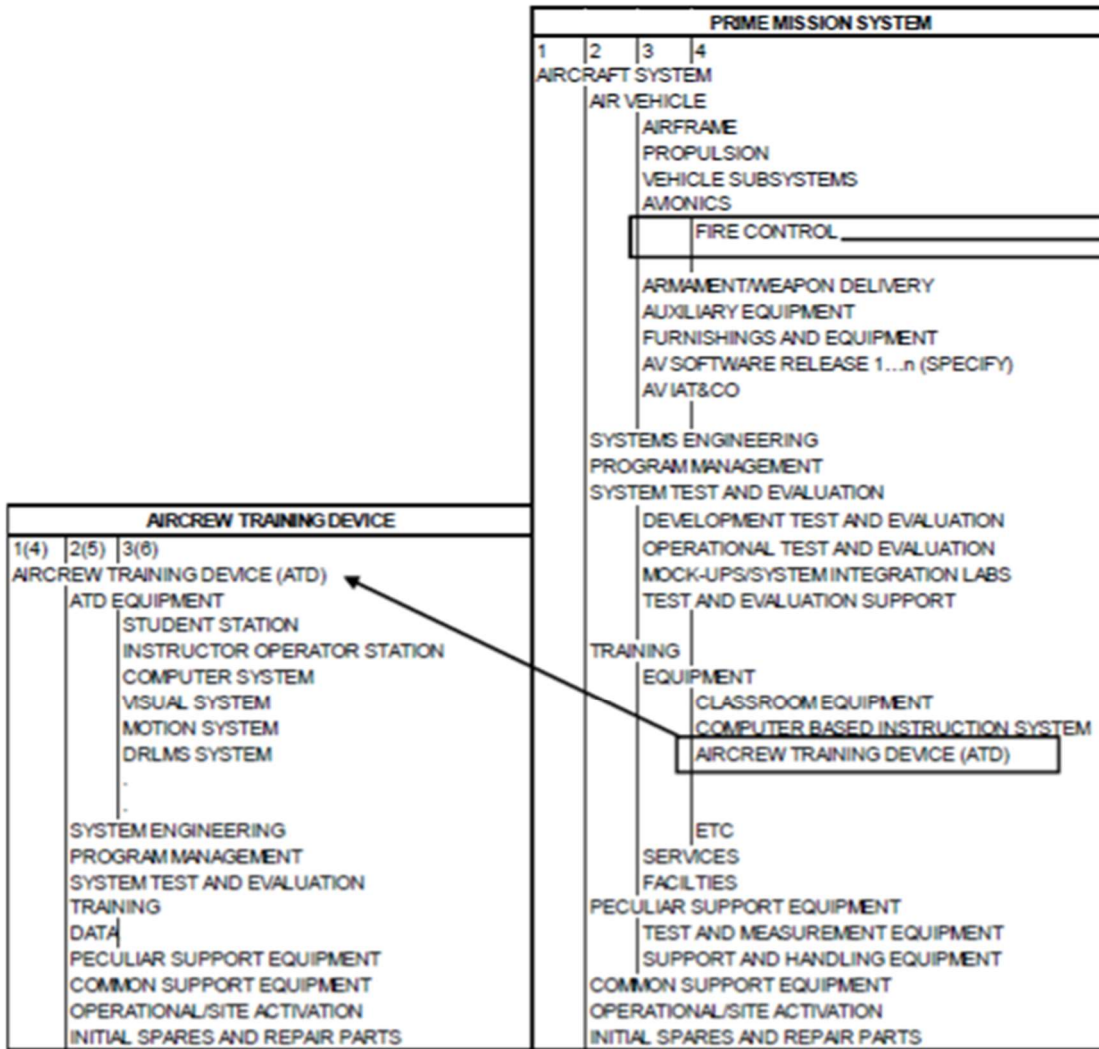 PRIME MISSION SYSTEM
1 2 3 4
AIRCRAFT SYSTEM
AIR VEHICLE
AIRFRAME
PROPULSION
VEHICLE SUBSYSTEMS
AVIONICS
FIRE CONTROL
ARMAMENT/WEAPON DELIVERY
AUXILIARY EQUIPMENT
FURNISHINGS AND EQUIPMENT
AV SOFTWARE RELEASE 1...n (SPECIFY)
AV IAT&CO
SYSTEMS ENGINEERING
PROGRAM MANAGEMENT
SYSTEM TEST AND EVALUATION
DEVELOPMENT TEST AND EVALUATION
OPERATIONAL TEST AND EVALUATION
MOCK-UPS/SYSTEM INTEGRATION LABS
TEST AND EVALUATION SUPPORT
TRAINING
EQUIPMENT
CLASSROOM EQUIPMENT
COMPUTER BASED INSTRUCTION SYSTEM
AIRCREW TRAINING DEVICE (ATD)
ETC
SERVICES
FACILTIES
PECULIAR SUPPORT EQUIPMENT
TEST AND MEASUREMENT EQUIPMENT
SUPPORT AND HANDLING EQUIPMENT
COMMON SUPPORT EQUIPMENT
OPERATIONAL/SITE ACTIVATION
INITIAL SPARES AND REPAIR PARTS
AIRCREW TRAINING DEVICE
1(4) 2(5) 3(6)
AIRCREW TRAINING DEVICE (ATD)
ATD EQUIPMENT
STUDENT STATION
INSTRUCTOR OPERATOR STATION
COMPUTER SYSTEM
VISUAL SYSTEM
MOTION SYSTEM
DRLMS SYSTEM
.
.
SYSTEM ENGINEERING
PROGRAM MANAGEMENT
SYSTEM TEST AND EVALUATION
TRAINING
DATA
PECULIAR SUPPORT EQUIPMENT
COMMON SUPPORT EQUIPMENT
OPERATIONAL/SITE ACTIVATION
INITIAL SPARES AND REPAIR PARTS